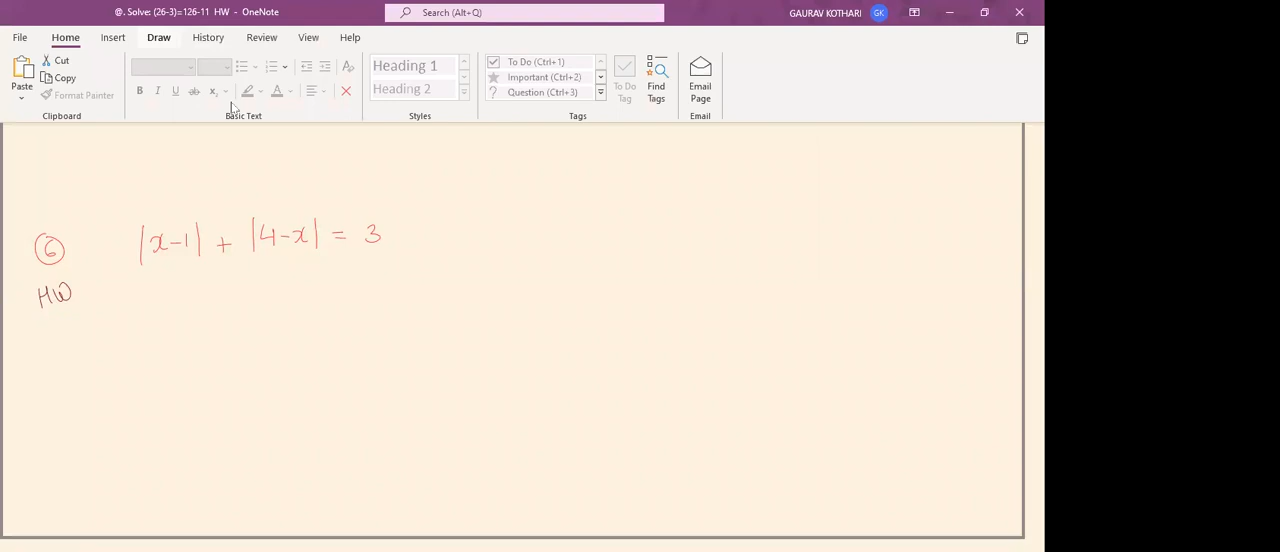 @. Solve: (26-3)=126-11 HW - OneNote
Search (Alt+Q)
GAURAV KOTHARI GK
File Home Insert Draw History Review View Help
Paste
Cut
Copy
Format Painter
Clipboard
B I U ab x A
Basic Text
Heading 1
Heading 2
Styles
To Do (Ctrl+1)
Important (Ctrl+2)
? Question (Ctrl+3)
To Do Tag
Find Tags
Tags
Email Page
Email
6 |x-1| + |4-x| = 3
HW